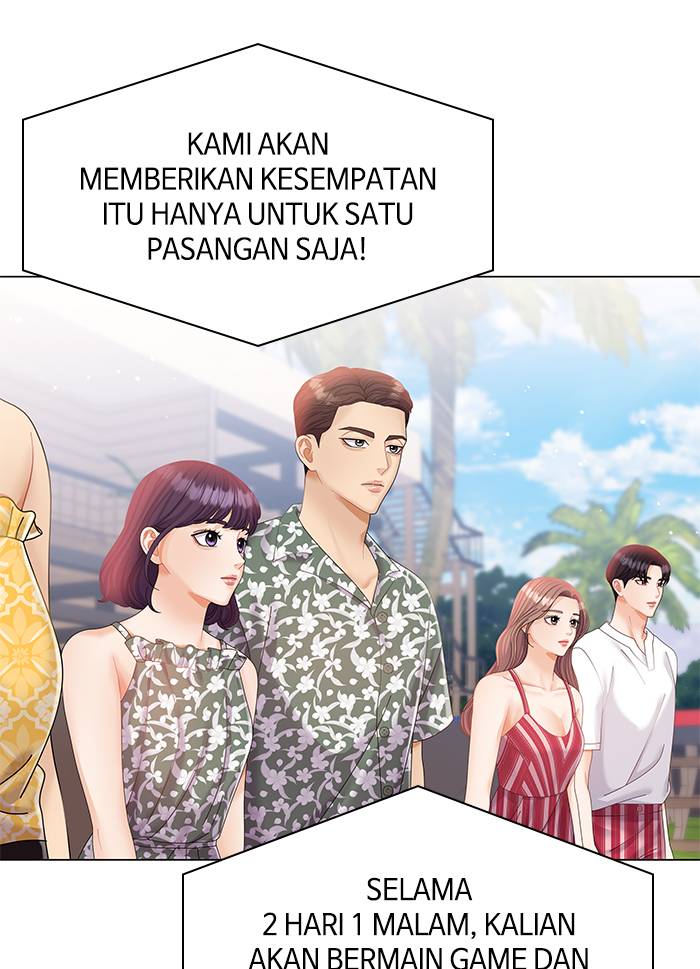 KAMI AKAN
MEMBERIKAN KESEMPATAN
ITU HANYA UNTUK SATU
PASANGAN SAJA!
SELAMA
2 HARI 1 MALAM, KALIAN
AKAN BERMAIN GAME DAN